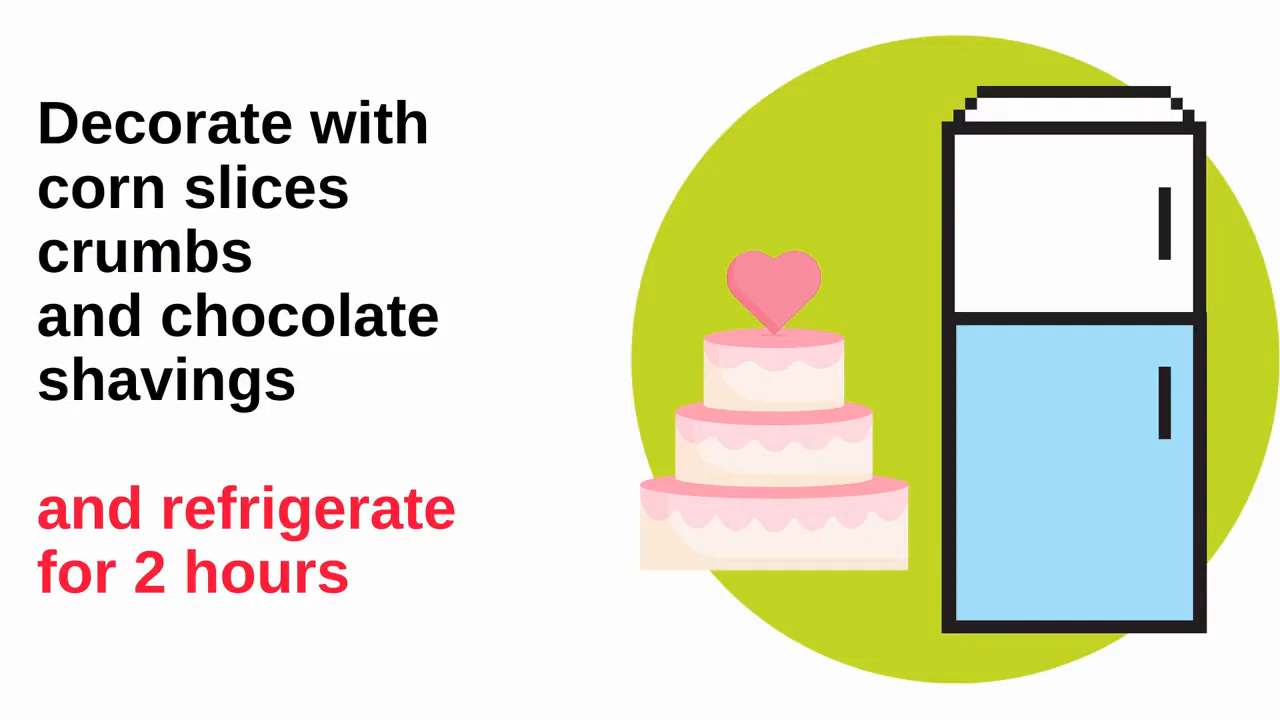 Decorate with
corn slices
crumbs
and chocolate
shavings
and refrigerate
for 2 hours